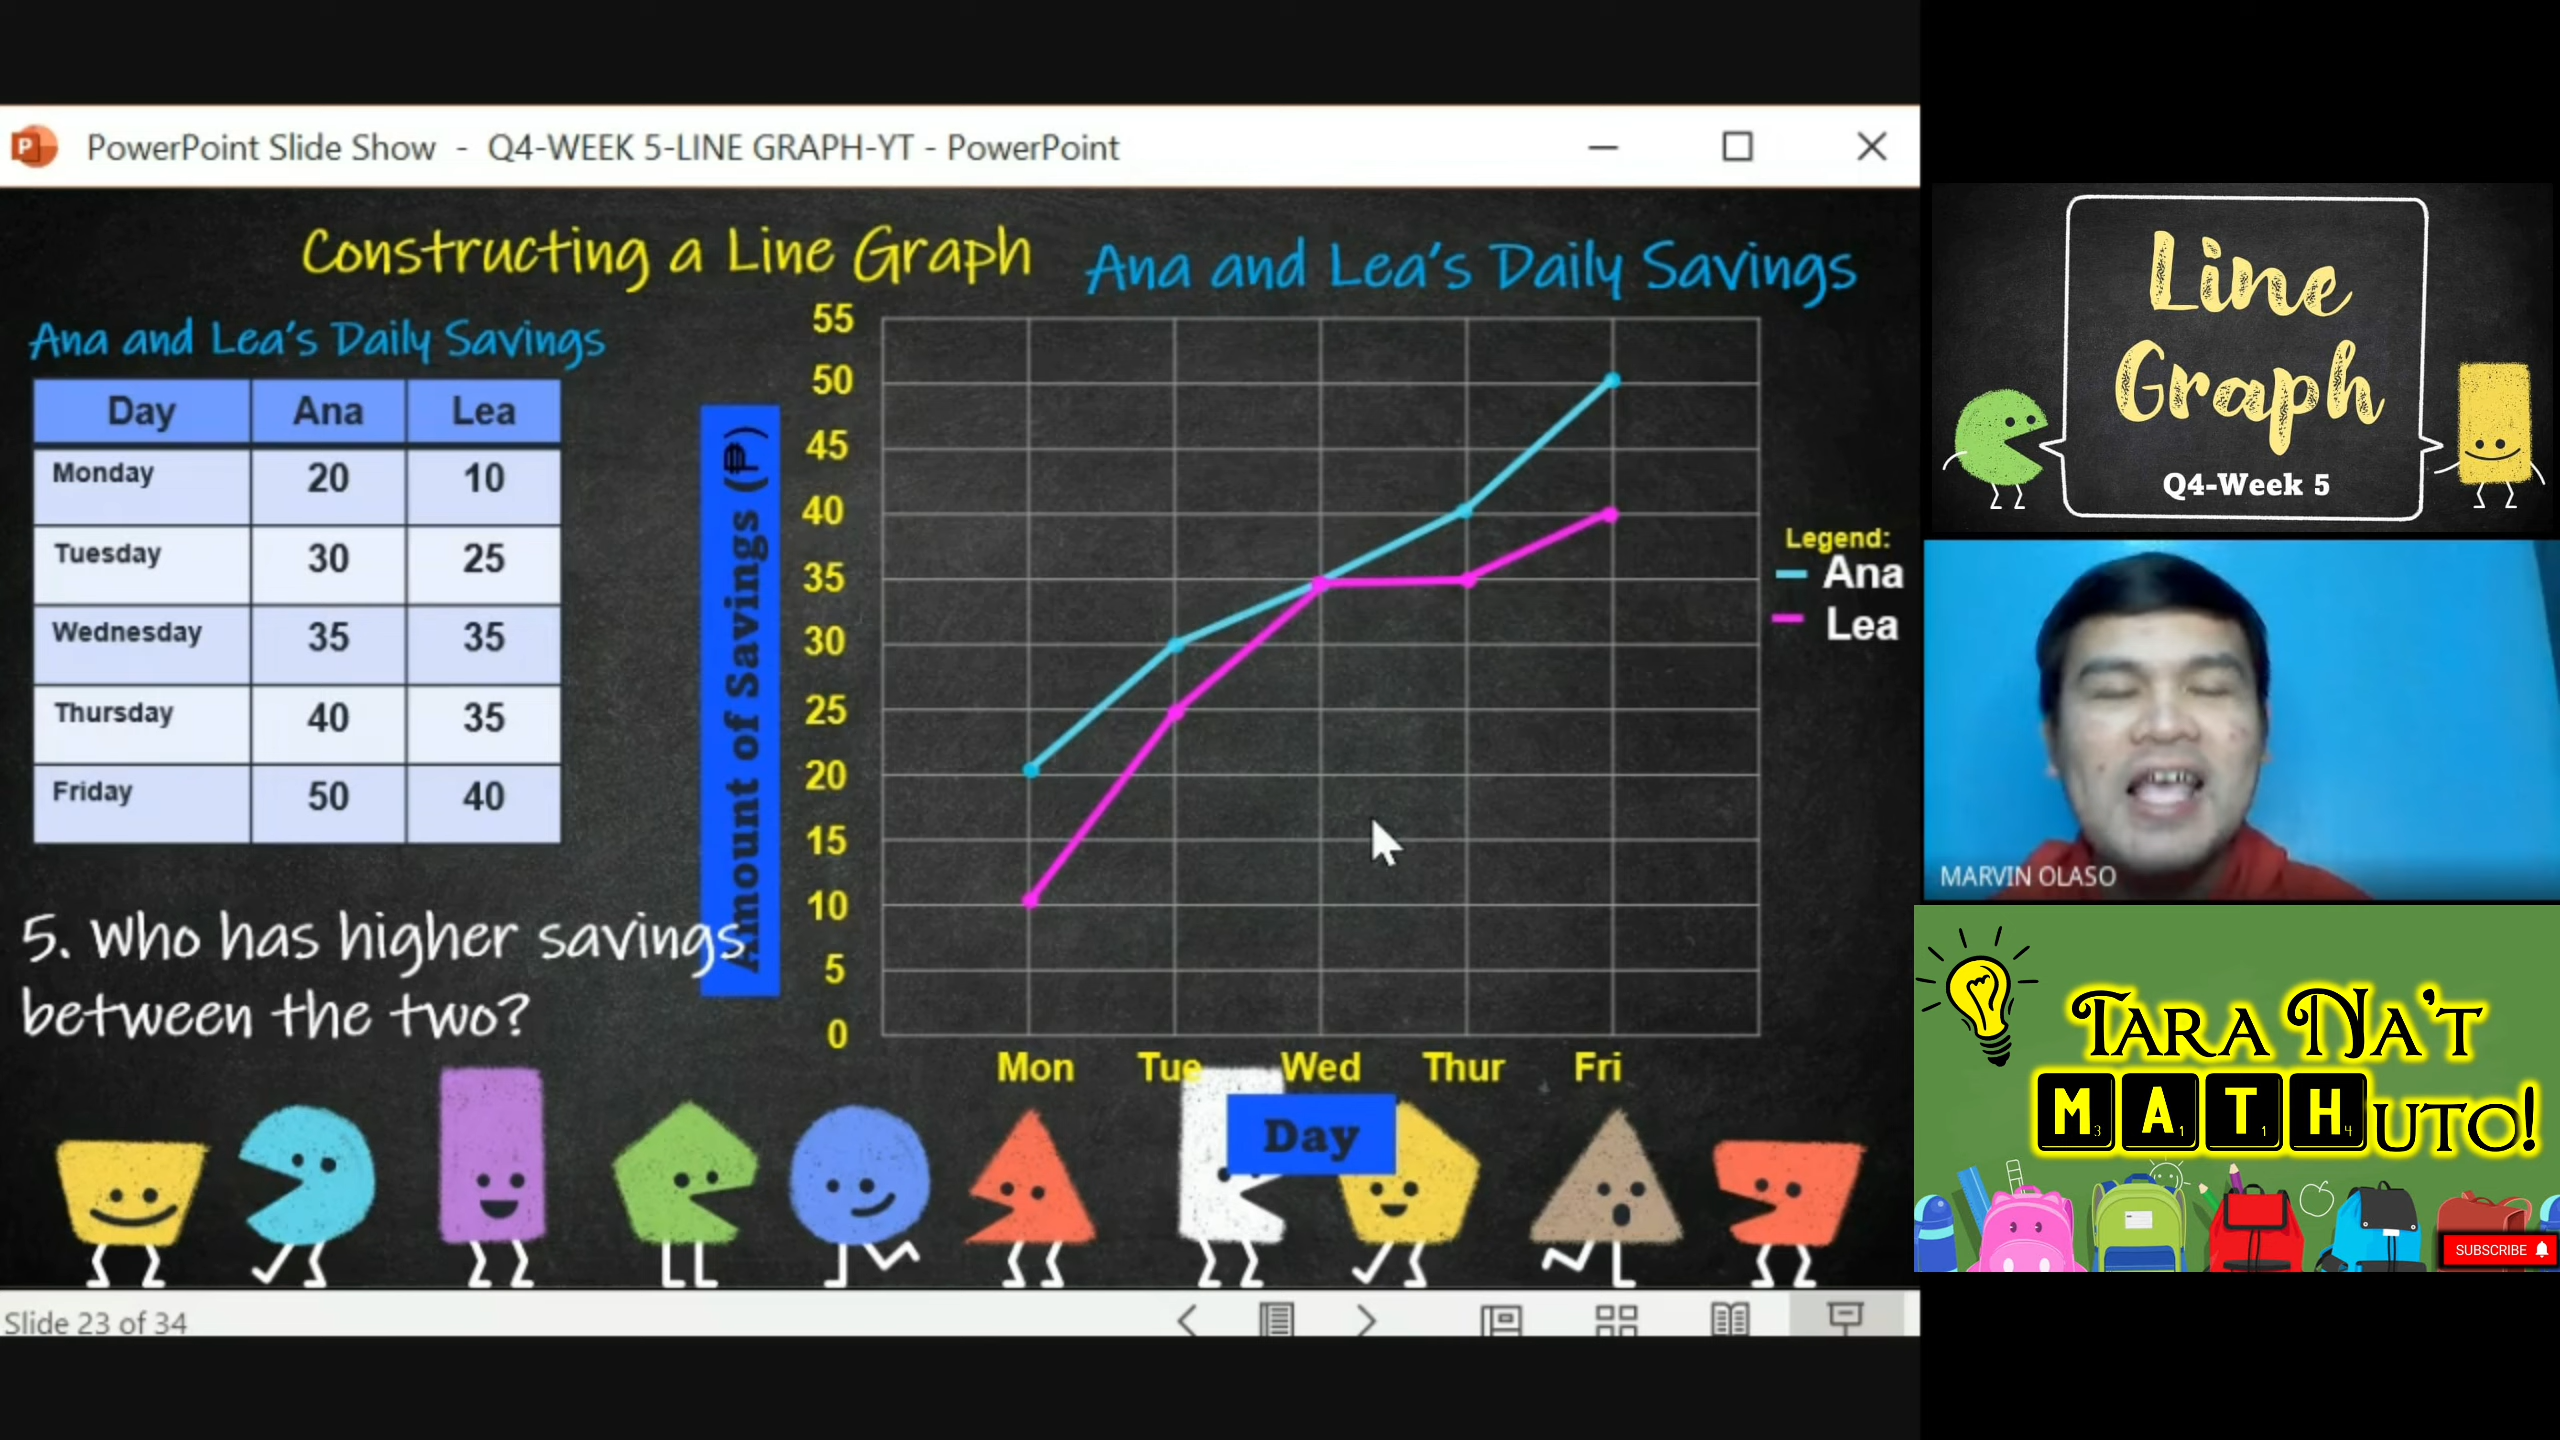 PowerPoint Slide Show - Q4-WEEK 5-LINE GRAPH-YT - PowerPoint
Constructing a Line Graph
Ana and Lea's Daily Savings
Day Ana Lea
Monday 20 10
Tuesday 30 25
Wednesday 35 35
Thursday 40 35
Friday 50 40
5. Who has higher savings
between the two?
Ana and Lea's Daily Savings
Amount of Savings (₱)
55
50
45
40
35
30
25
20
15
10
5
0
Mon Tue Wed Thur Fri
Day
Legend:
Ana
Lea
Slide 23 of 34
Line
Graph
Q4-Week 5
MARVIN OLASO
TARA NA'T
MATHUTO!
SUBSCRIBE